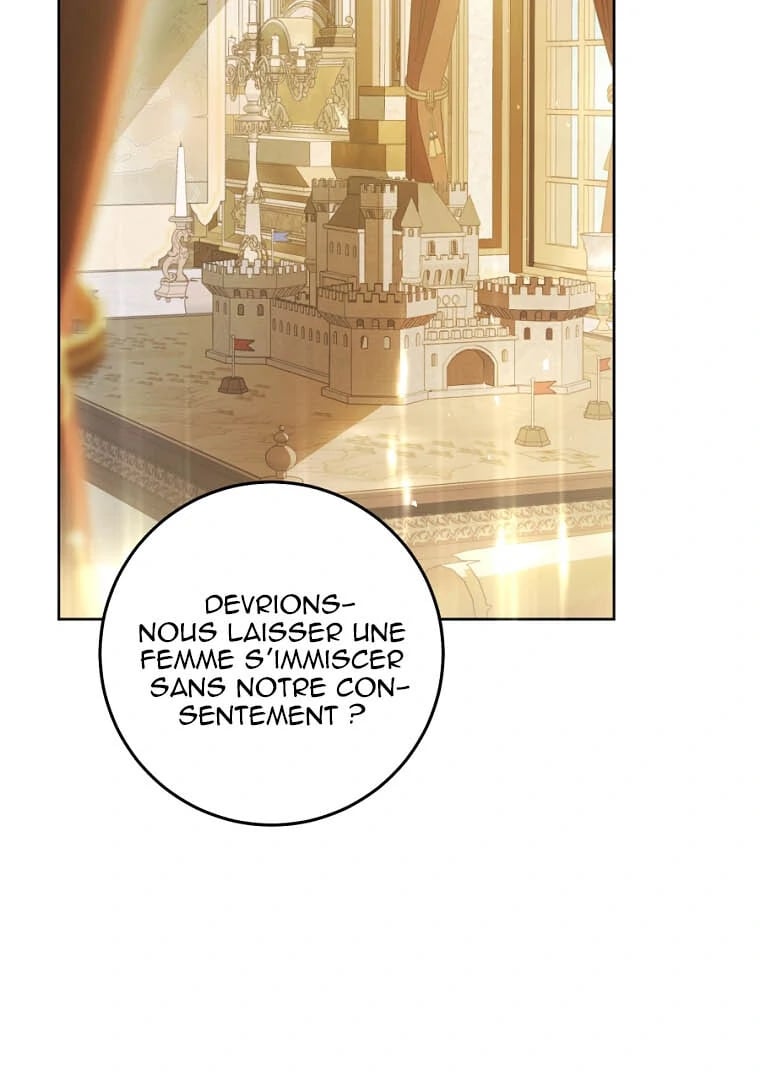 DEVRIONS-
NOUS LAISSER UNE
FEMME S'IMMISCER
SANS NOTRE CON-
SENTEMENT ?